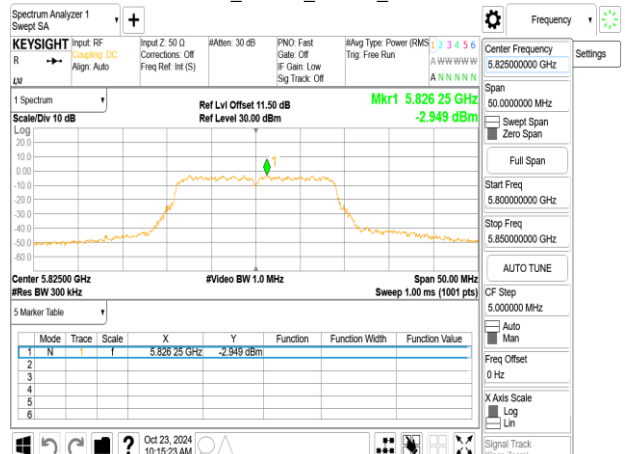 Spectrum Analyzer 1
Swept SA
+
Frequency
KEYSIGHT
R
LXI
Input: RF
Coupling: DC
Align: Auto
Input Z: 50 Ω
Corrections: Off
Freq Ref: Int (S)
#Atten: 30 dB
PNO: Fast
Gate: Off
IF Gain: Low
Sig Track: Off
#Avg Type: Power (RMS
Trig: Free Run
1 2 3 4 5 6
A W W W W W
A N N N N N
1 Spectrum
Scale/Div 10 dB
Ref Lvl Offset 11.50 dB
Ref Level 30.00 dBm
Mkr1 5.826 25 GHz
-2.949 dBm
Log
20.0
10.0
0.00
-10.0
-20.0
-30.0
-40.0
-50.0
-60.0
1
Center 5.82500 GHz
#Res BW 300 kHz
#Video BW 1.0 MHz
Span 50.00 MHz
Sweep 1.00 ms (1001 pts)
5 Marker Table
Mode Trace Scale X Y Function Function Width Function Value
1 N 1 f 5.826 25 GHz -2.949 dBm
2
3
4
5
6
?
Oct 23, 2024
10:15:23 AM
Center Frequency
5.825000000 GHz
Settings
Span
50.0000000 MHz
Swept Span
Zero Span
Full Span
Start Freq
5.800000000 GHz
Stop Freq
5.850000000 GHz
AUTO TUNE
CF Step
5.000000 MHz
Auto
Man
Freq Offset
0 Hz
X Axis Scale
Log
Lin
Signal Track